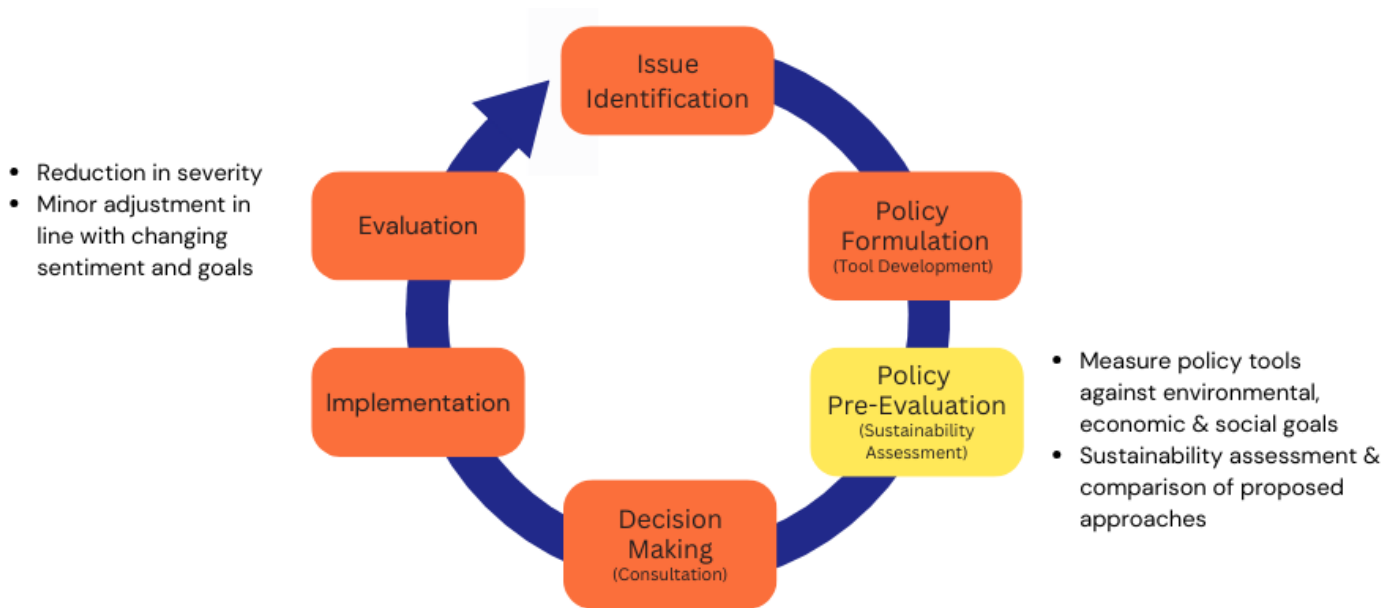 Issue
Identification
Policy
Formulation
(Tool Development)
Policy
Pre-Evaluation
(Sustainability
Assessment)
• Measure policy tools
against environmental,
economic & social goals
• Sustainability assessment &
comparison of proposed
approaches
Decision
Making
(Consultation)
Implementation
Evaluation
• Reduction in severity
• Minor adjustment in
line with changing
sentiment and goals